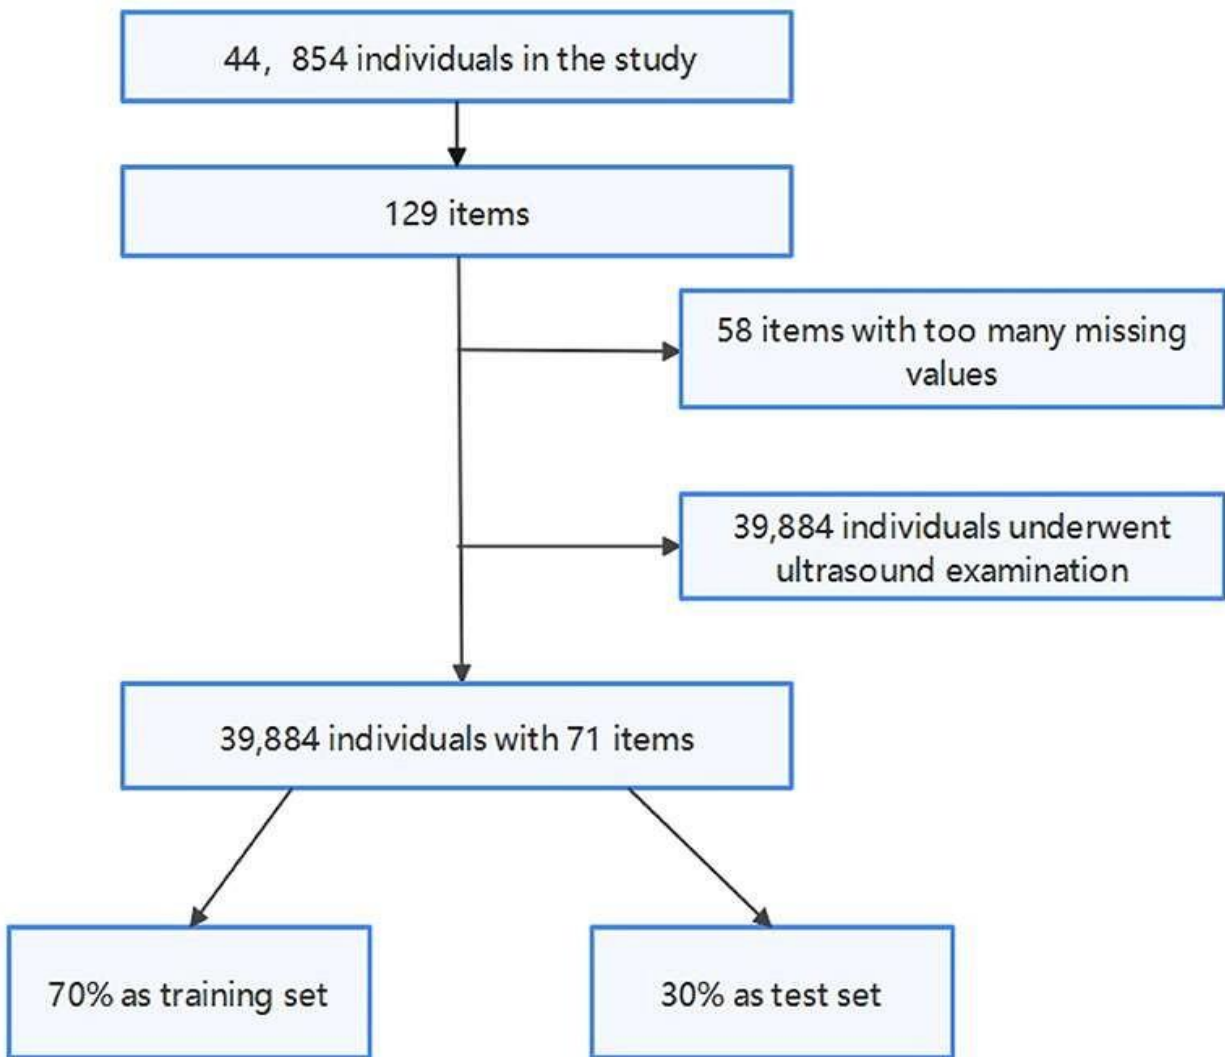 44, 854 individuals in the study
129 items
58 items with too many missing
values
39,884 individuals underwent
ultrasound examination
39,884 individuals with 71 items
70% as training set
30% as test set